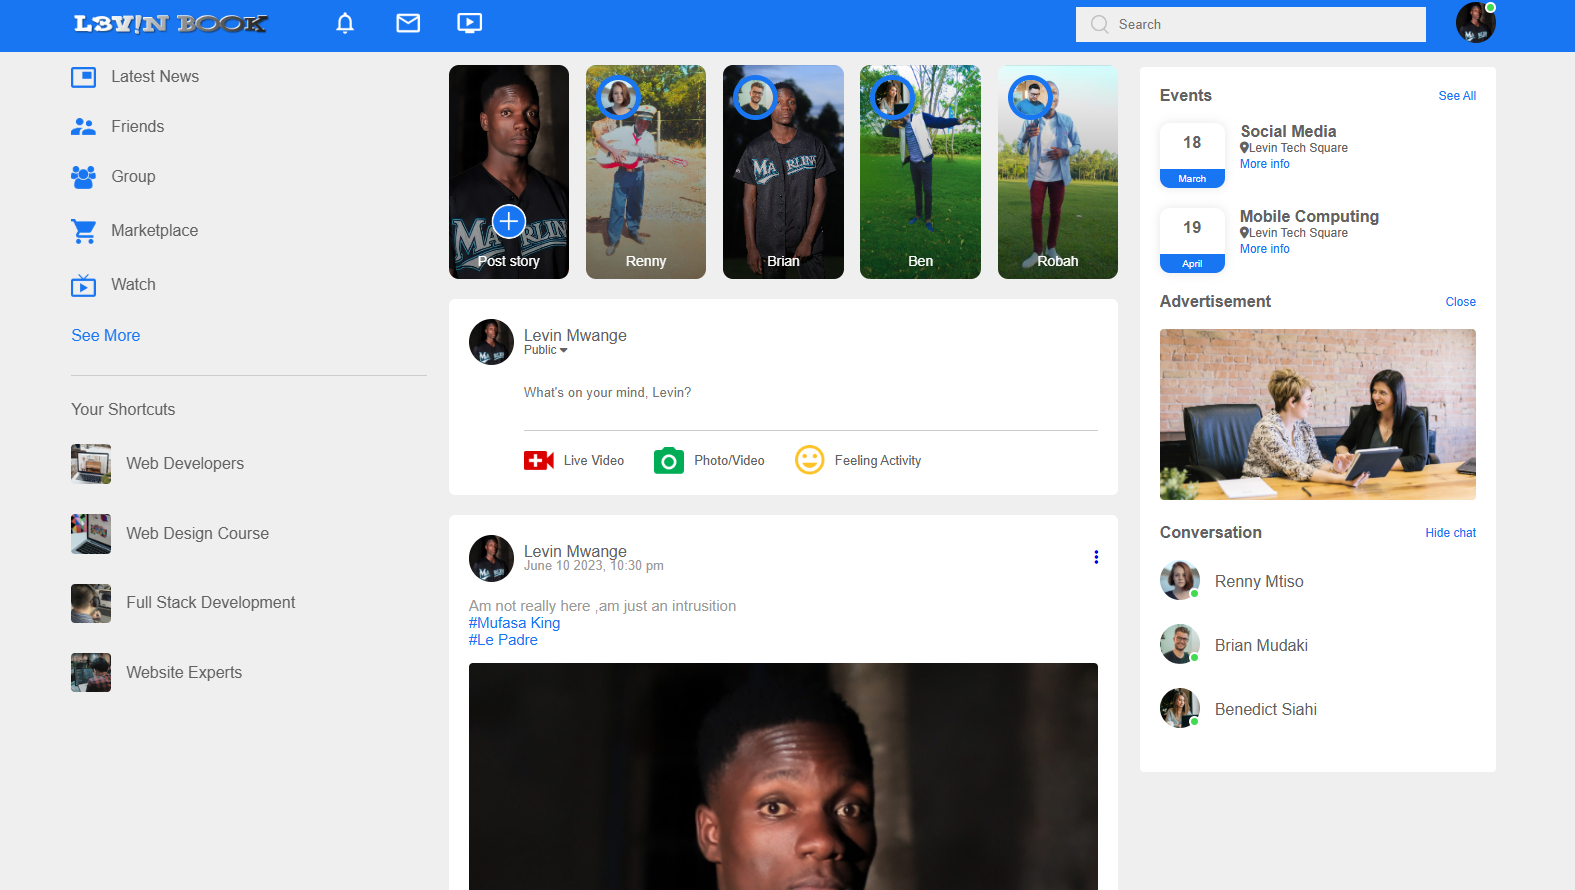 L3V!N BOOK
Search
Latest News
Friends
Group
Marketplace
Watch
See More
Your Shortcuts
Web Developers
Web Design Course
Full Stack Development
Website Experts
MARLINS
Post story
Renny
MARLINS
Brian
Ben
Robah
Levin Mwange
Public
What's on your mind, Levin?
Live Video
Photo/Video
Feeling Activity
Levin Mwange
June 10 2023, 10:30 pm
Am not really here ,am just an intrusition
#Mufasa King
#Le Padre
Events
See All
18
March
Social Media
Levin Tech Square
More info
19
April
Mobile Computing
Levin Tech Square
More info
Advertisement
Close
Conversation
Hide chat
Renny Mtiso
Brian Mudaki
Benedict Siahi